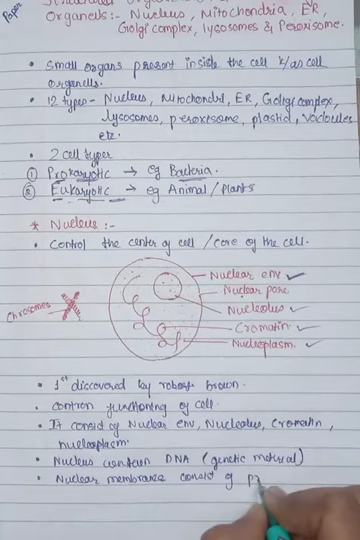 Paper
Organels:- Nucleus, Mitochondria, ER,
Golgi complex, lysosomes & Peroxisome.
• Small organs present inside the cell k/as cell
organells.
• 12 types - Nucleus, Mitochondri, ER, Golgi complex,
lysosomes, peroxisome, plastid, vacuoles
etc.
• 2 cell types
① Prokaryotic → eg Bacteria.
② Eukaryotic → eg Animal / Plants
* Nucleus :-
• Control the center of cell / core of the cell.
Nuclear env ✓
Nuclear pore
Nucleolus ✓
Cromatin ✓
Nucleoplasm ✓
Chrosomes
• 1st discovered by robert brown.
• functioning of cell.
• It consist of Nuclear env, Nucleolus, Cromatin,
nucleoplasm.
• Nucleus contain DNA (genetic material)
• Nuclear membrane consist of